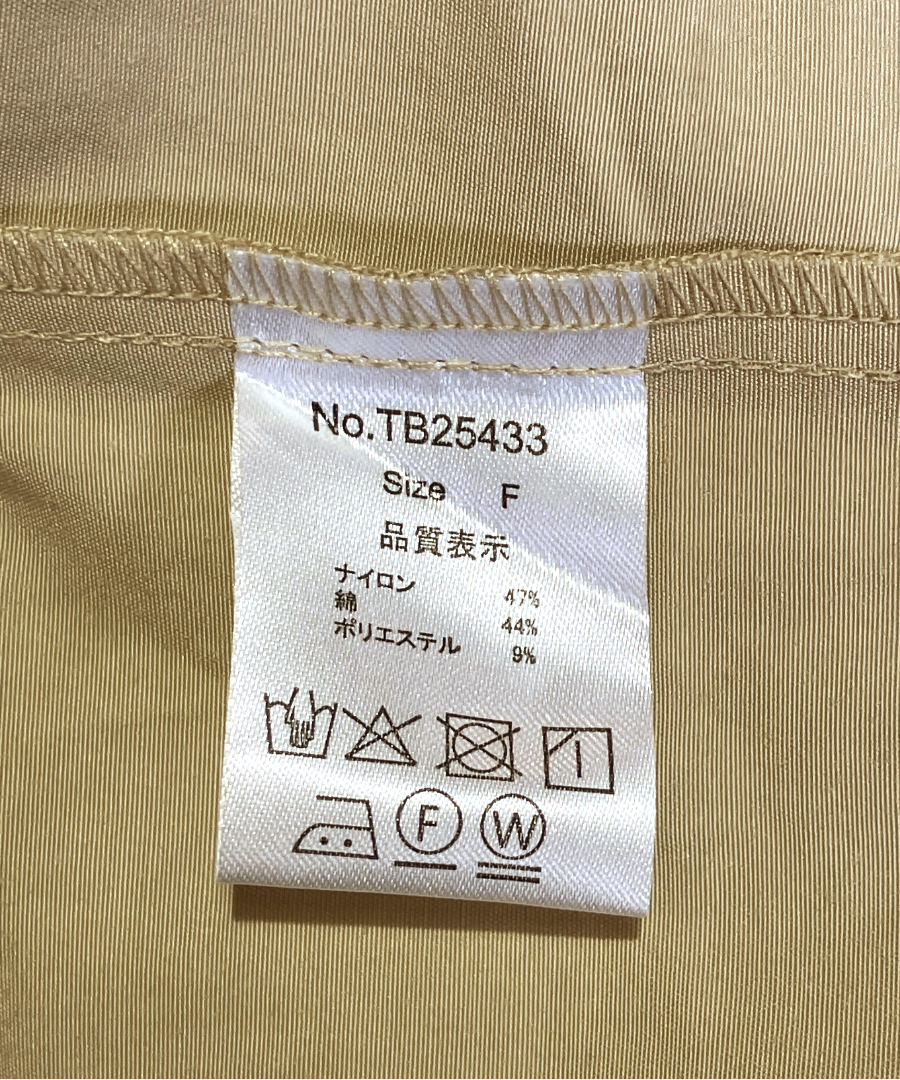 No.TB25433
Size F
品質表示
ナイロン 47%
綿 44%
ポリエステル 9%
F W